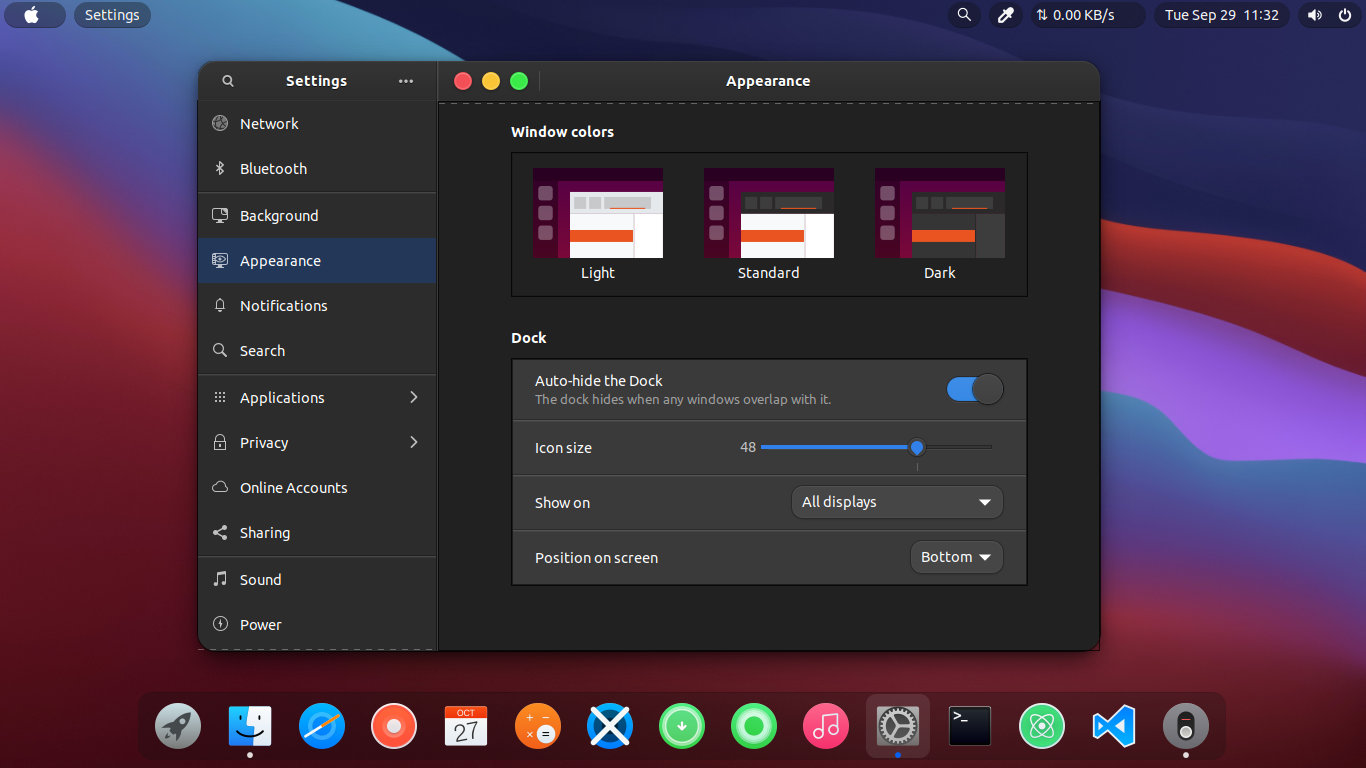 Settings
0.00 KB/s
Tue Sep 29 11:32
Settings
Appearance
Network
Bluetooth
Background
Appearance
Notifications
Search
Applications
Privacy
Online Accounts
Sharing
Sound
Power
Window colors
Light
Standard
Dark
Dock
Auto-hide the Dock
The dock hides when any windows overlap with it.
Icon size
48
Show on
All displays
Position on screen
Bottom
OCT
27
+ −
× =
>_